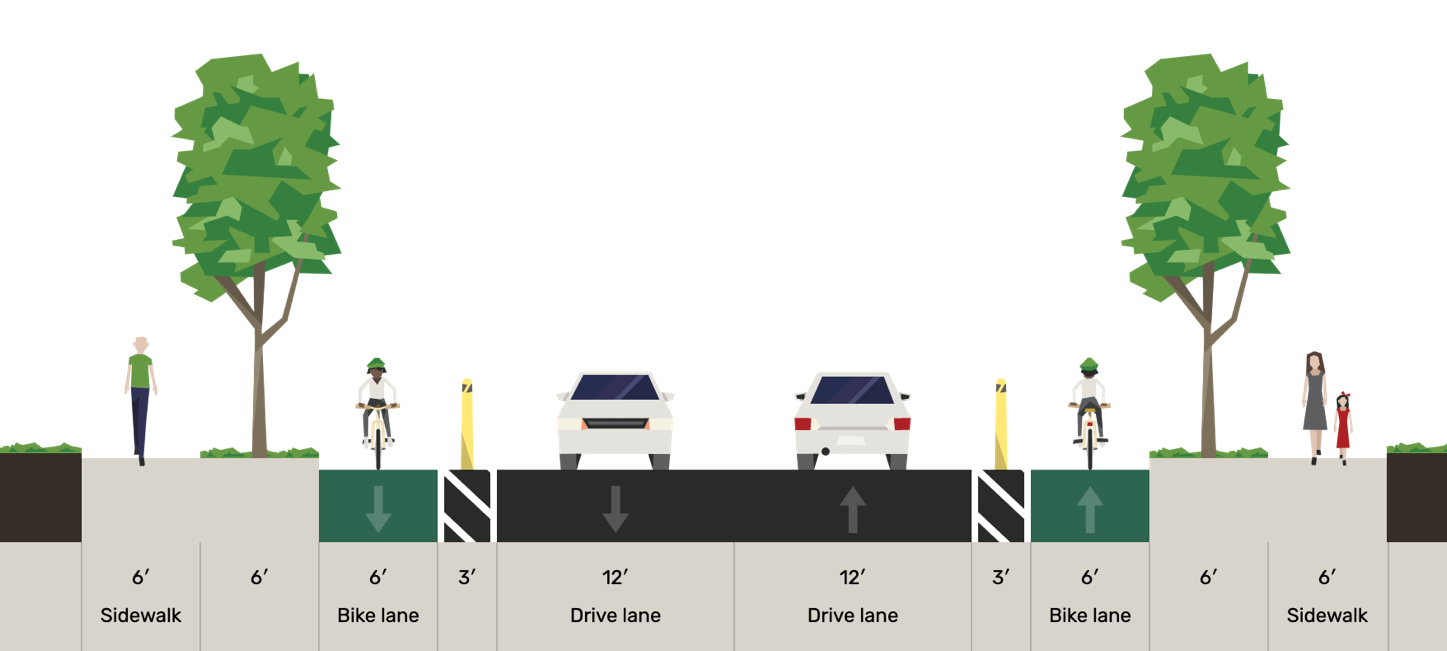 6′ 6′ 6′ 3′ 12′ 12′ 3′ 6′ 6′ 6′
Sidewalk Bike lane Drive lane Drive lane Bike lane Sidewalk